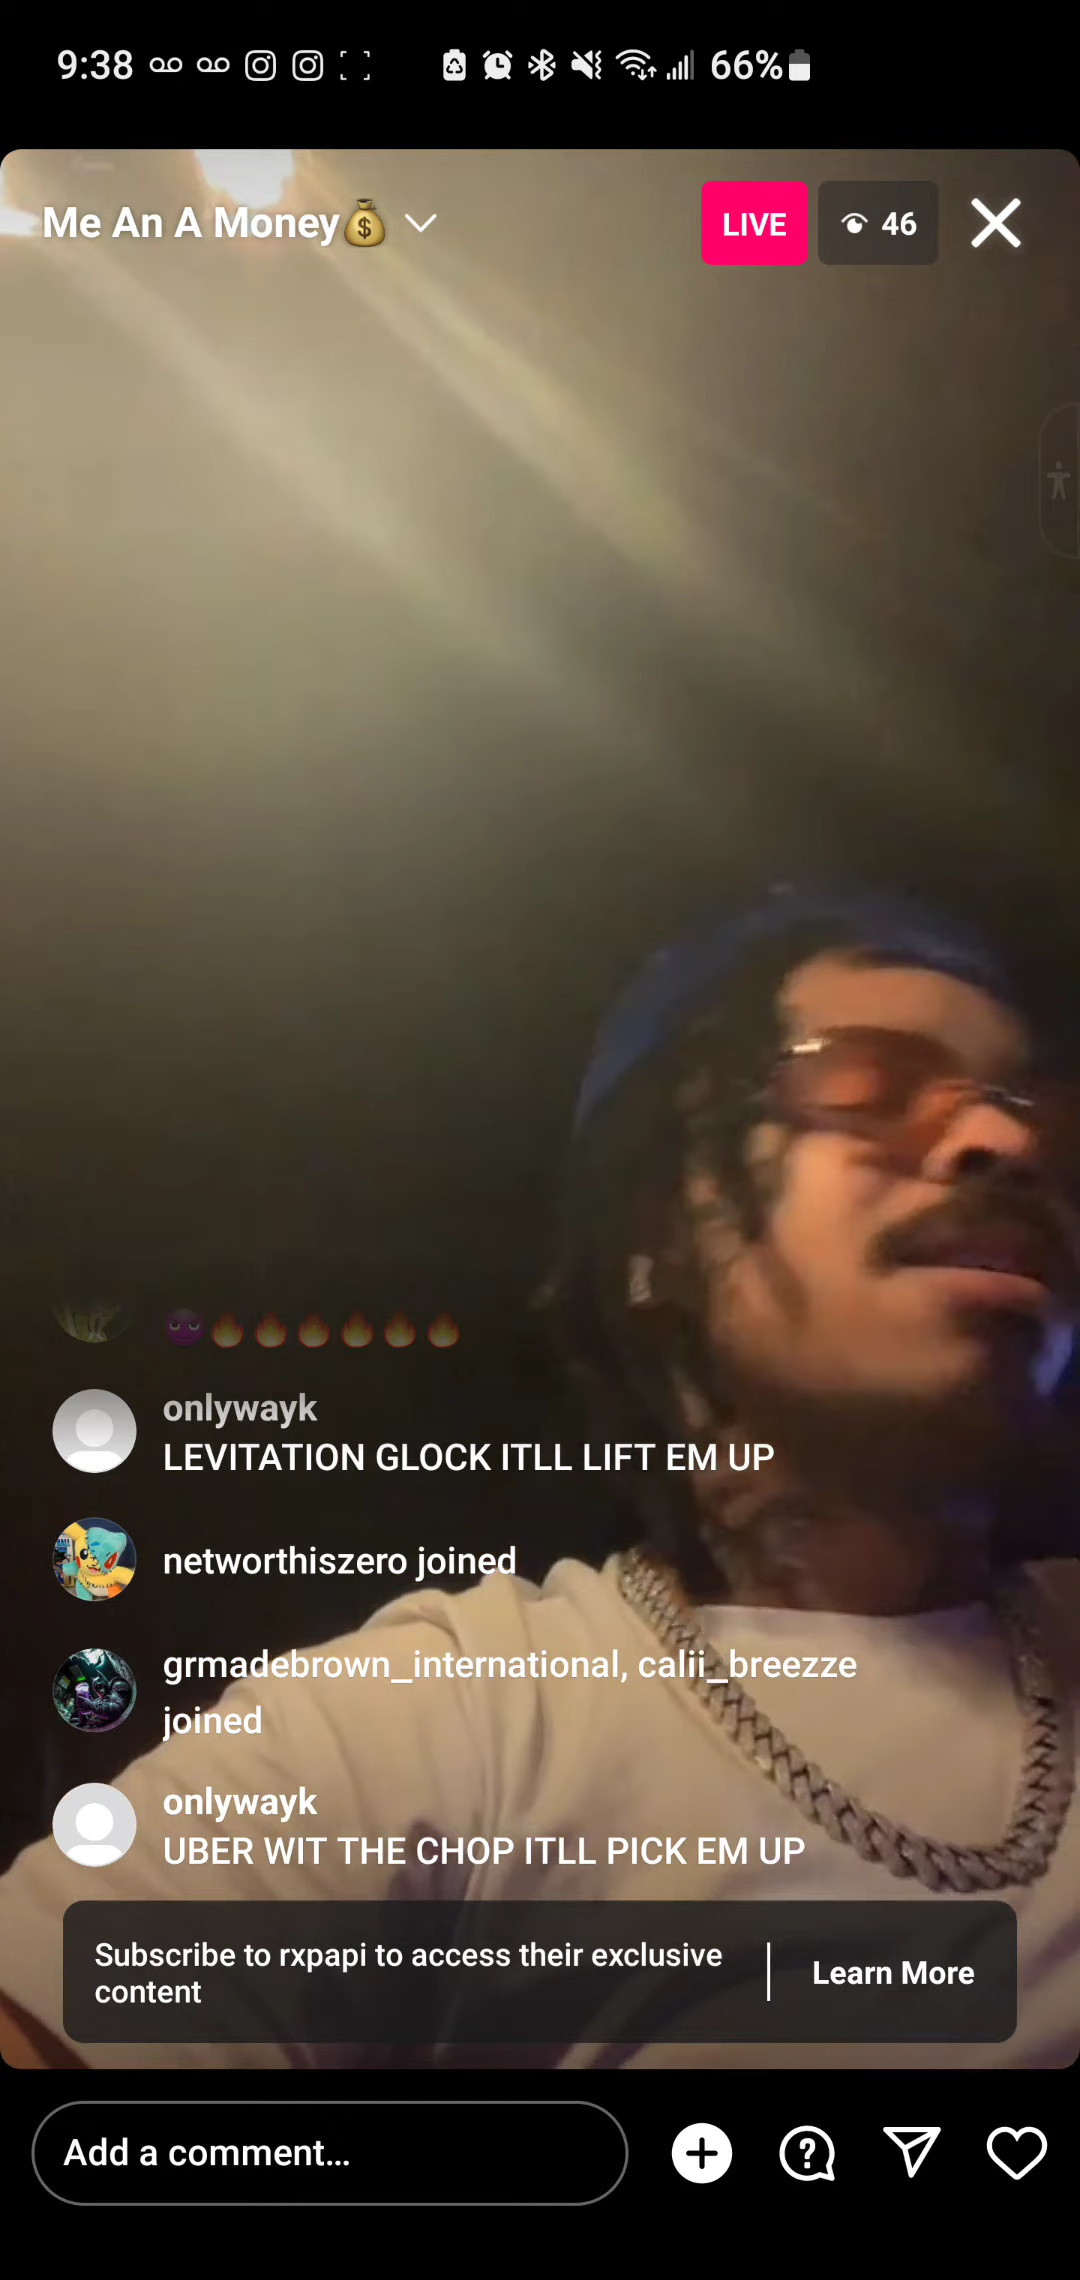 9:38 66%
Me An A Money💰 LIVE 46
😈🔥🔥🔥🔥🔥🔥
onlywayk
LEVITATION GLOCK ITLL LIFT EM UP
networthiszero joined
grmadebrown_international, calii_breezze
joined
onlywayk
UBER WIT THE CHOP ITLL PICK EM UP
Subscribe to rxpapi to access their exclusive
content
Learn More
Add a comment...